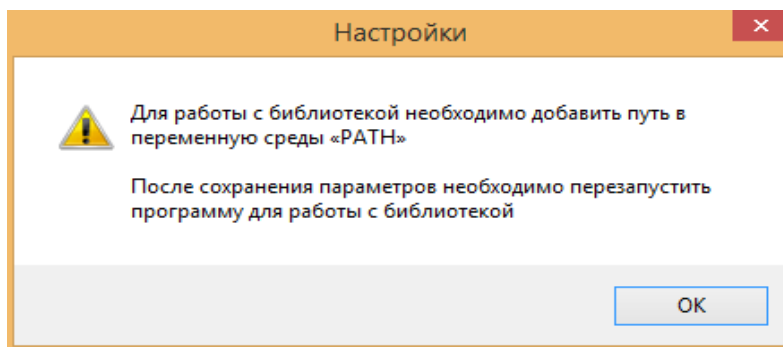 Настройки
Для работы с библиотекой необходимо добавить путь в
переменную среды «PATH»
После сохранения параметров необходимо перезапустить
программу для работы с библиотекой
OK